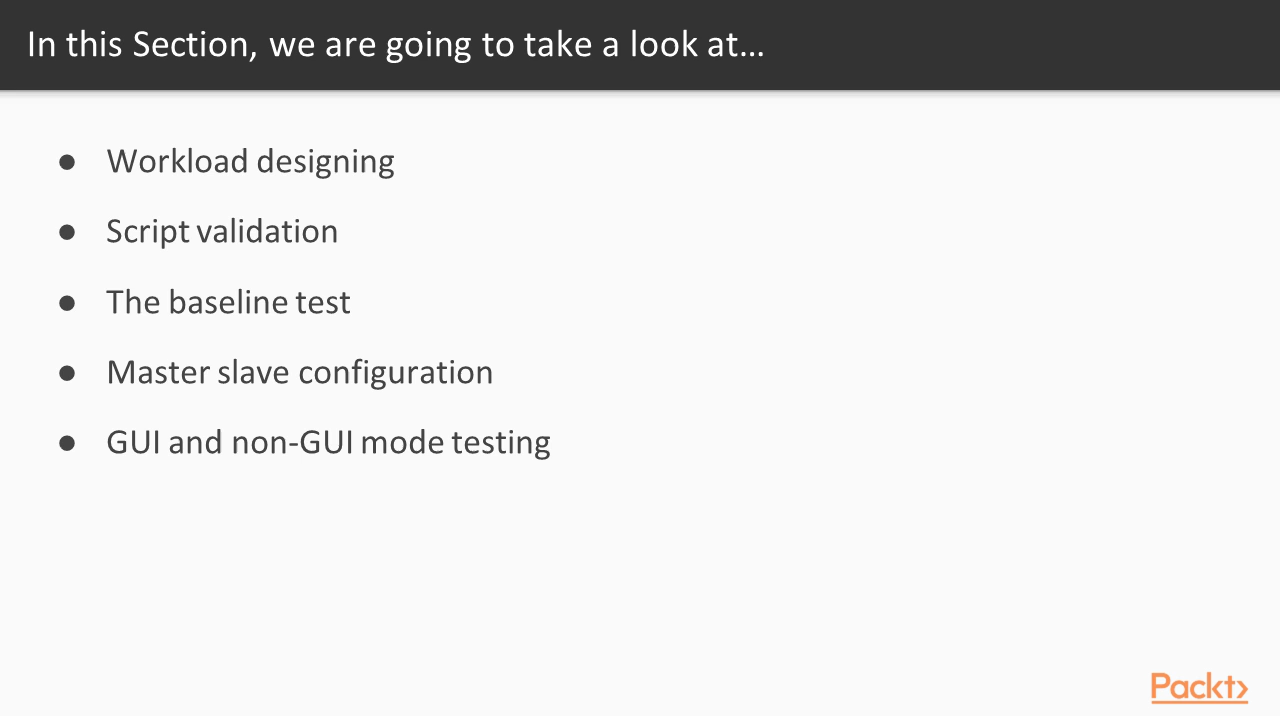 In this Section, we are going to take a look at…
● Workload designing
● Script validation
● The baseline test
● Master slave configuration
● GUI and non-GUI mode testing
Packt>